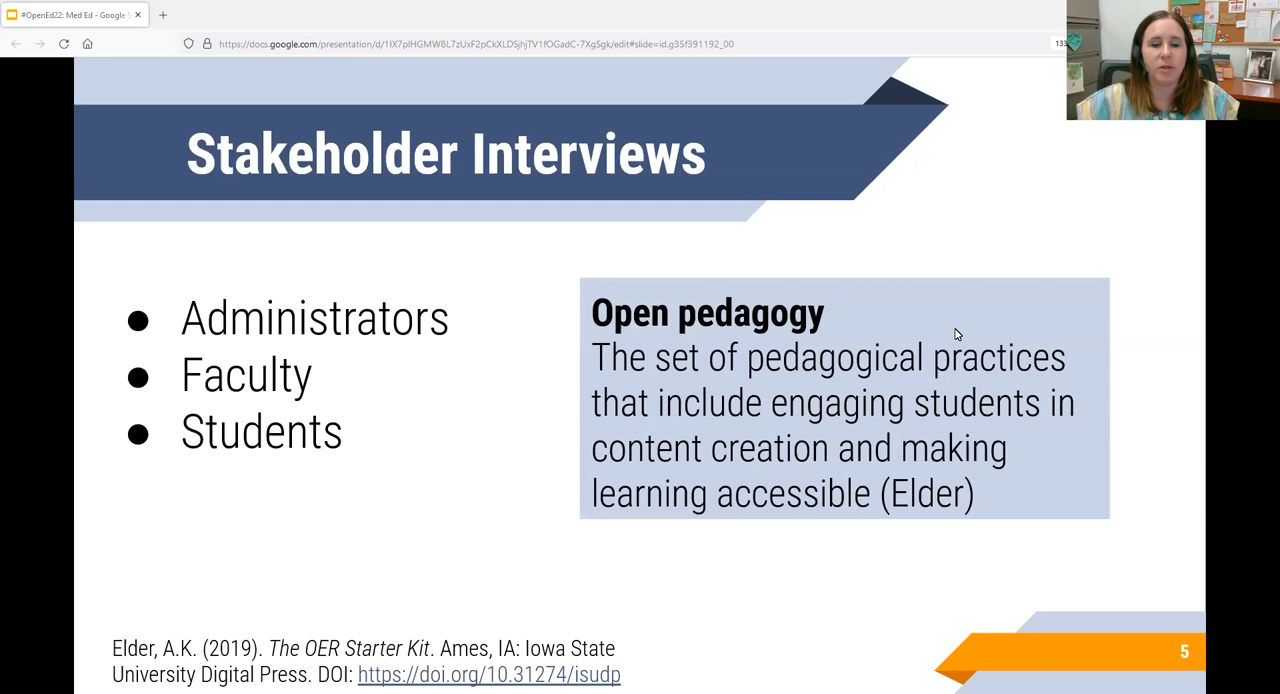 #OpenEd22: Med Ed - Google S
https://docs.google.com/presentation/d/1IX7plHGMW8L7zUxF2pCkXLDSjhjTV1fOGadC-7XgSgk/edit#slide=id.g35f391192_00
133
Stakeholder Interviews
● Administrators
● Faculty
● Students
Open pedagogy
The set of pedagogical practices
that include engaging students in
content creation and making
learning accessible (Elder)
Elder, A.K. (2019). The OER Starter Kit. Ames, IA: Iowa State
University Digital Press. DOI: https://doi.org/10.31274/isudp
5